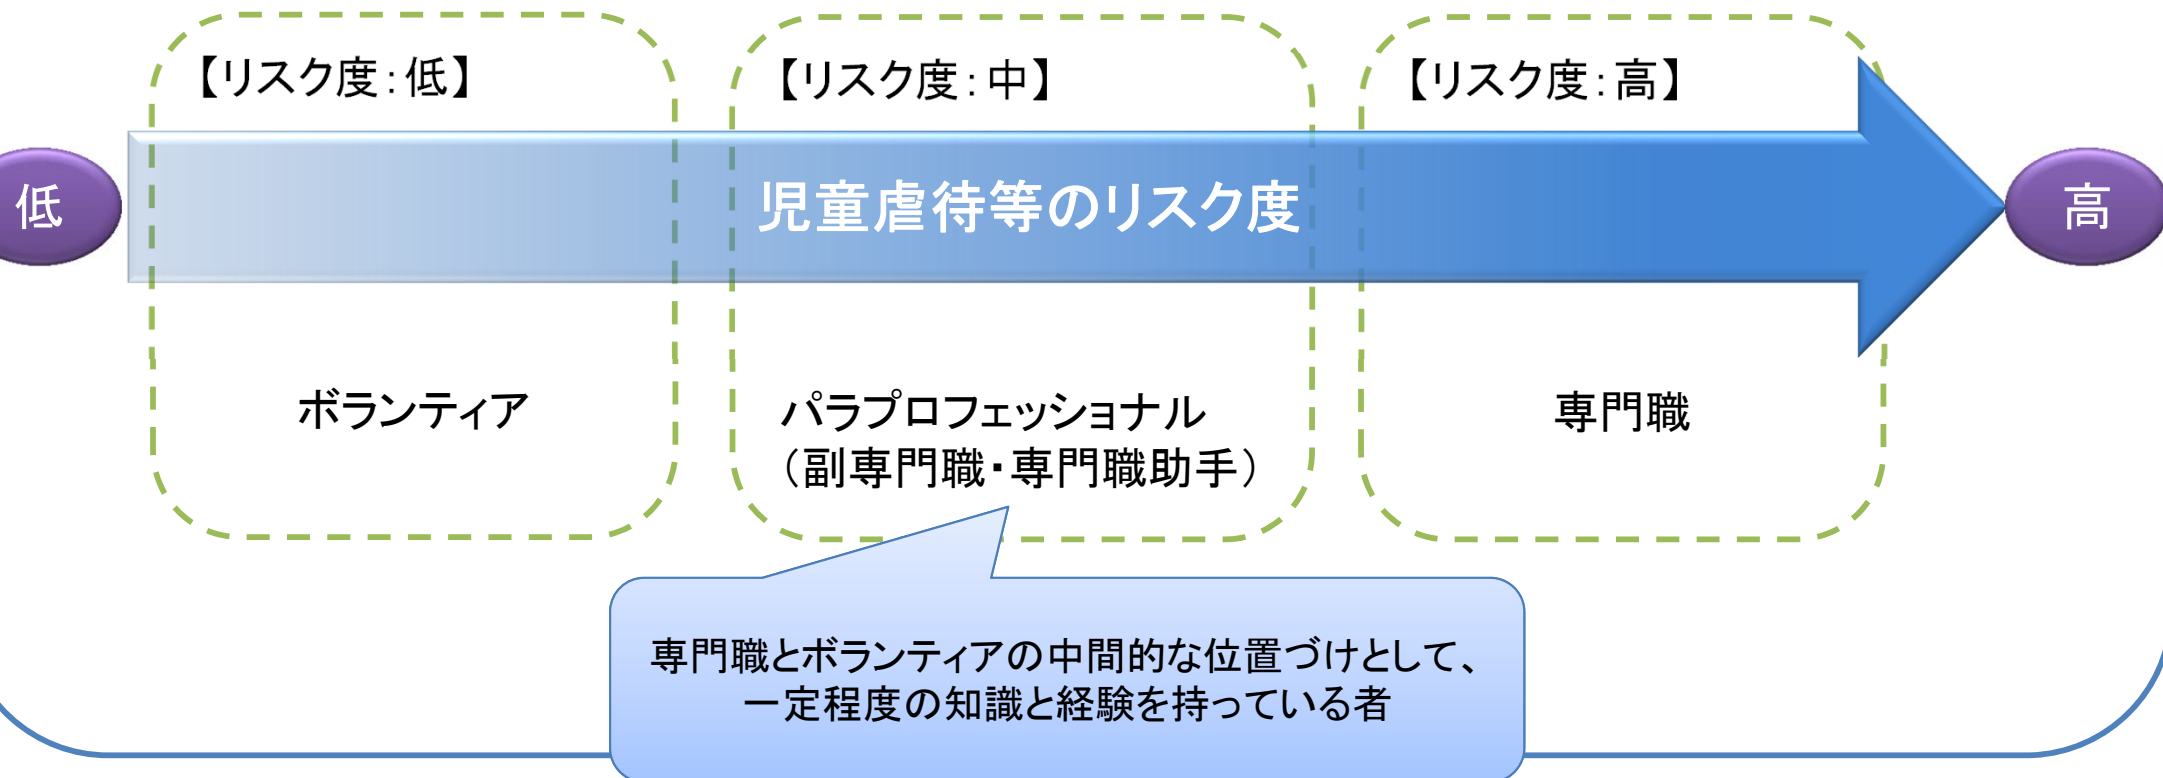 【リスク度:低】
【リスク度:中】
【リスク度:高】
低
児童虐待等のリスク度
高
ボランティア
パラプロフェッショナル
(副専門職・専門職助手)
専門職
専門職とボランティアの中間的な位置づけとして、
一定程度の知識と経験を持っている者